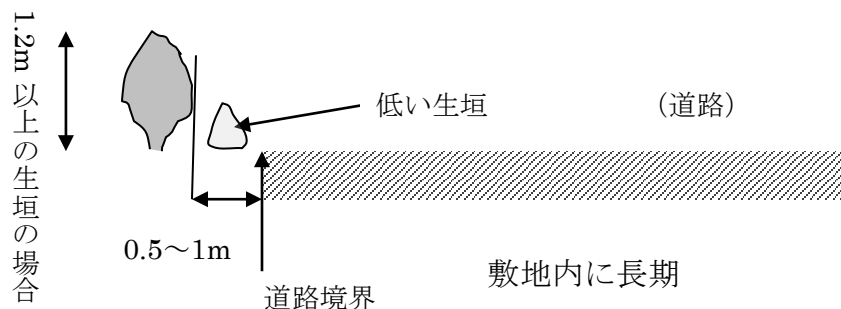 1.2m 以上の生垣の場合
低い生垣
（道路）
0.5～1m
敷地内に長期
道路境界